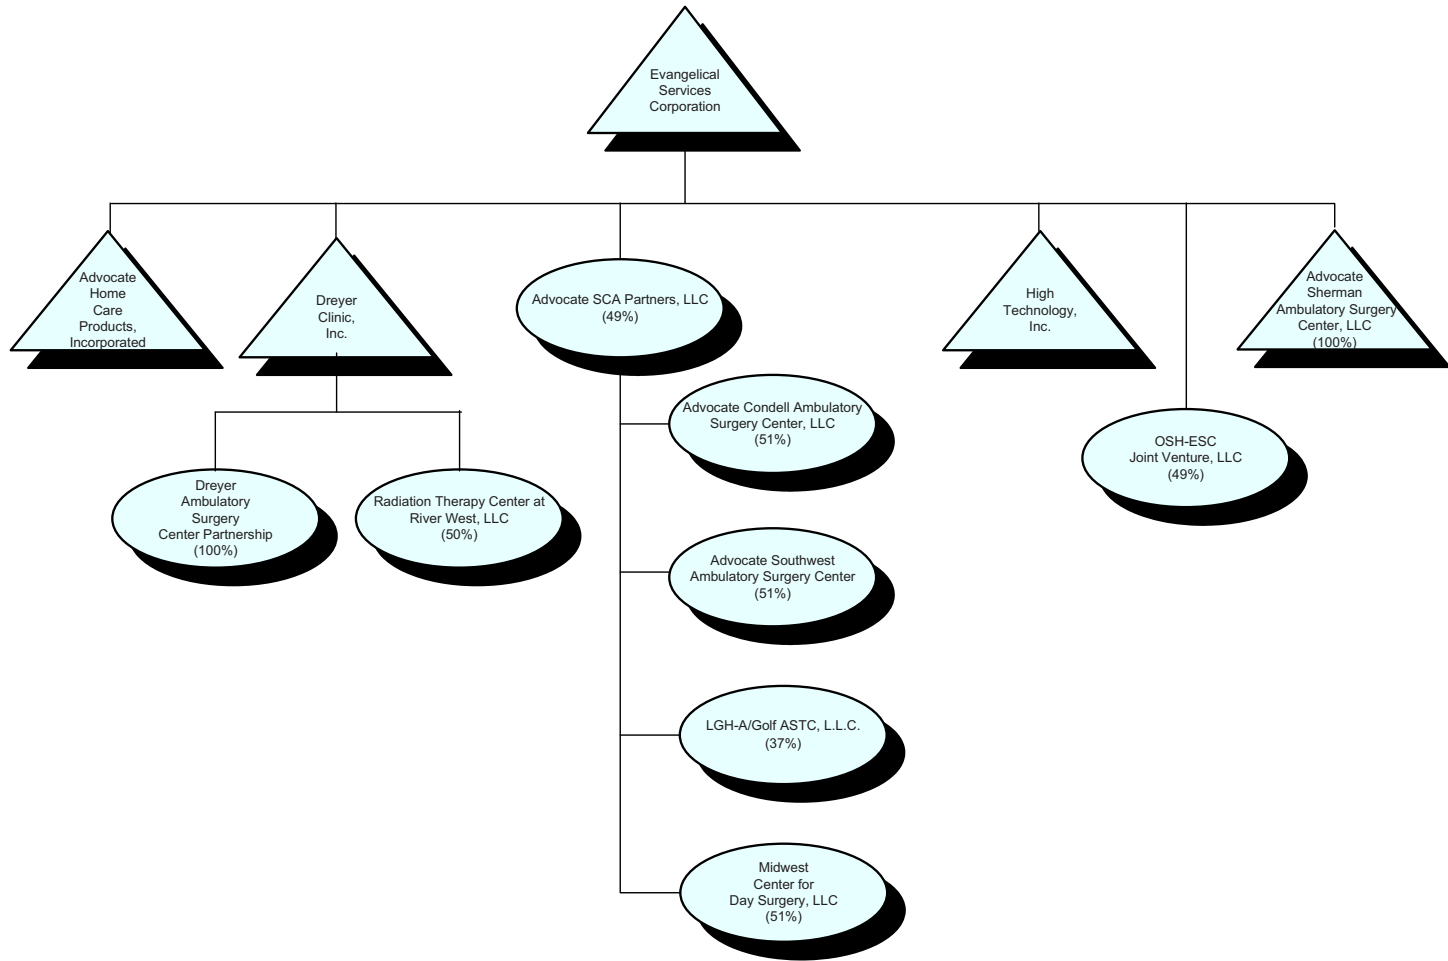 Evangelical
Services
Corporation
Advocate
Home
Care
Products,
Incorporated
Dreyer
Clinic,
Inc.
Advocate SCA Partners, LLC
(49%)
High
Technology,
Inc.
Advocate
Sherman
Ambulatory Surgery
Center, LLC
(100%)
Advocate Condell Ambulatory
Surgery Center, LLC
(51%)
OSH-ESC
Joint Venture, LLC
(49%)
Dreyer
Ambulatory
Surgery
Center Partnership
(100%)
Radiation Therapy Center at
River West, LLC
(50%)
Advocate Southwest
Ambulatory Surgery Center
(51%)
LGH-A/Golf ASTC, L.L.C.
(37%)
Midwest
Center for
Day Surgery, LLC
(51%)